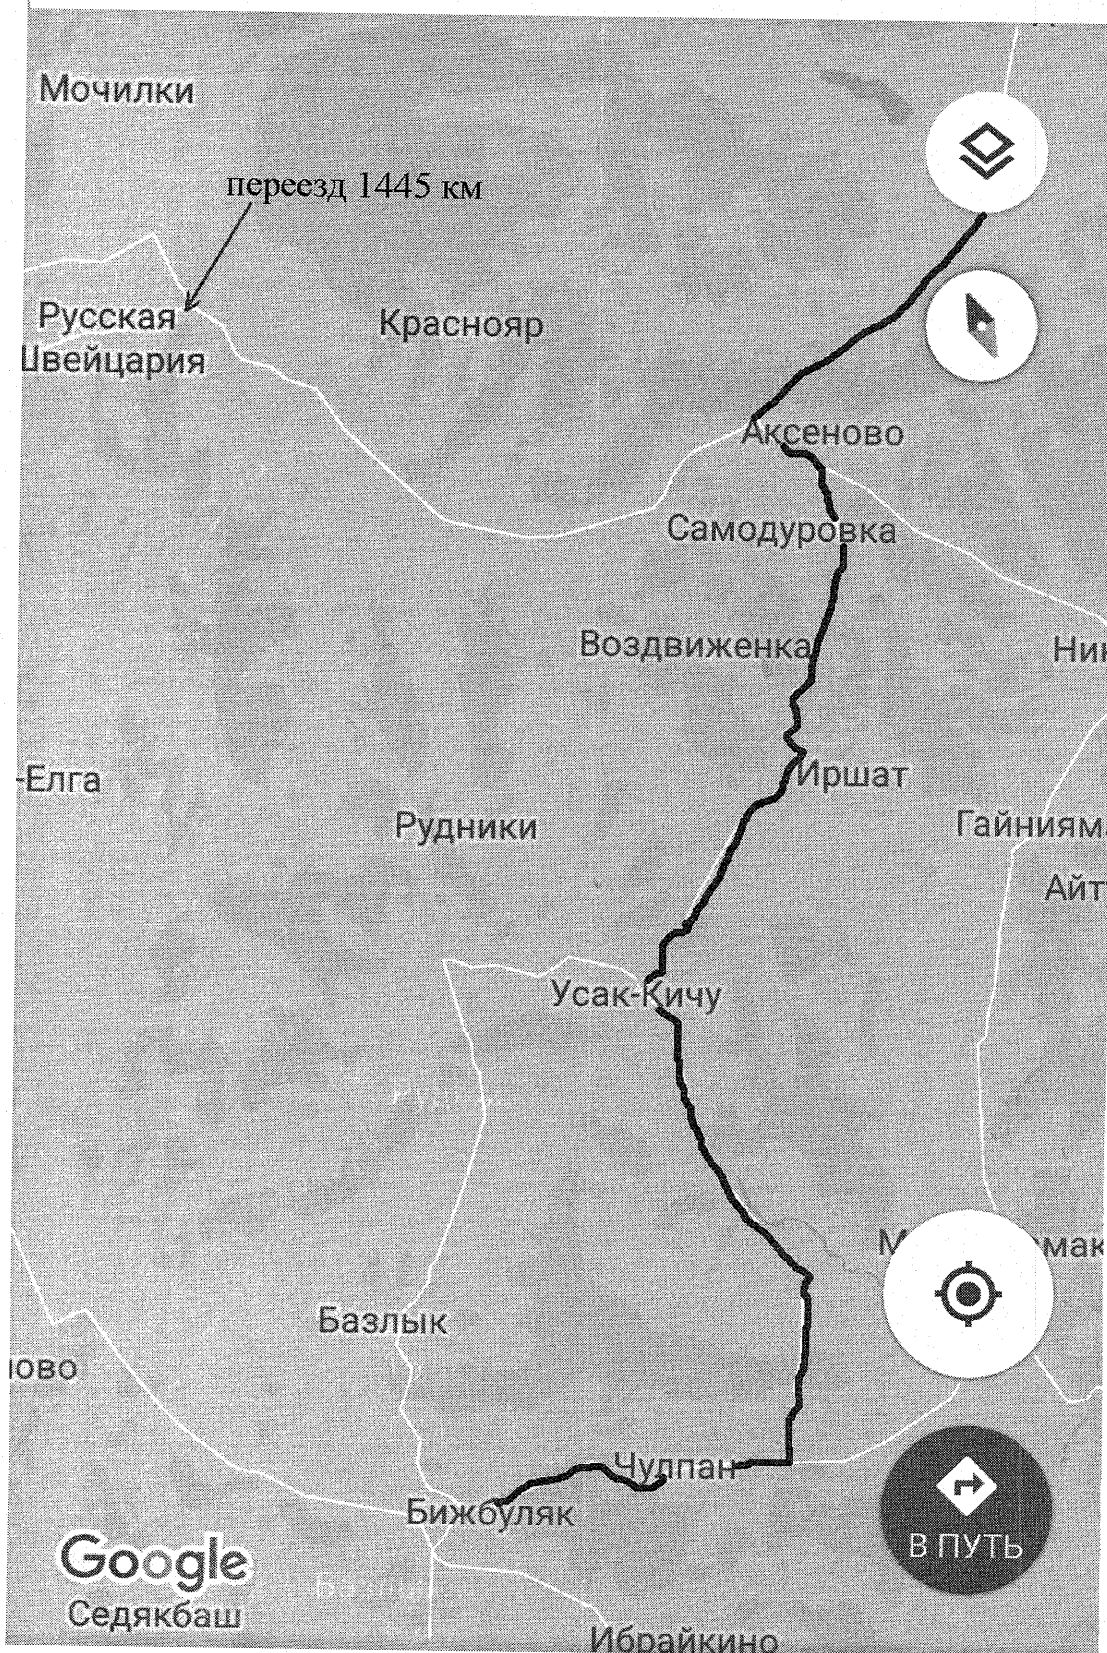 Мочилки
переезд 1445 км
Русская
Швейцария
Краснояр
Аксеново
Самодуровка
Воздвиженка
Ник
-Елга
Иршат
Рудники
Гайниям
Айт
Усак-Кичу
М
мак
Базлык
ново
Чулпан
Бижбуляк
В ПУТЬ
Google
Седякбаш
Ибрайкино